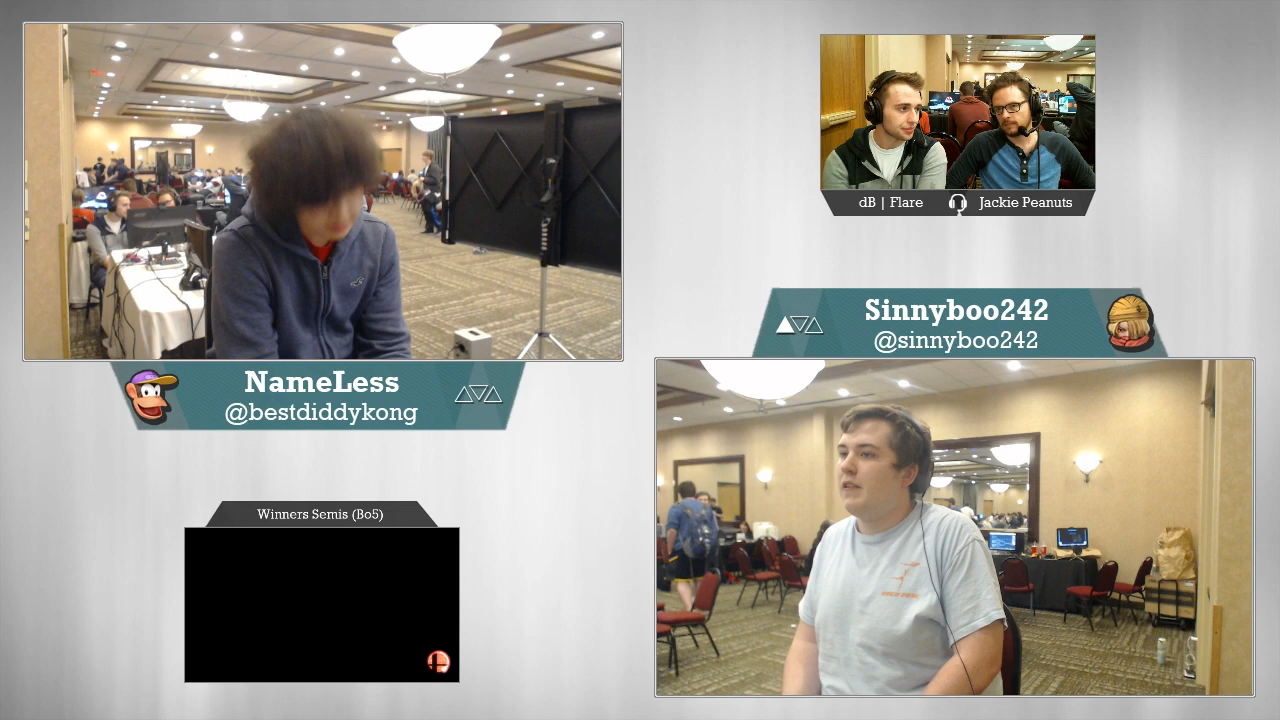 dB | Flare
Jackie Peanuts
Sinnyboo242
@sinnyboo242
NameLess
@bestdiddykong
Winners Semis (Bo5)